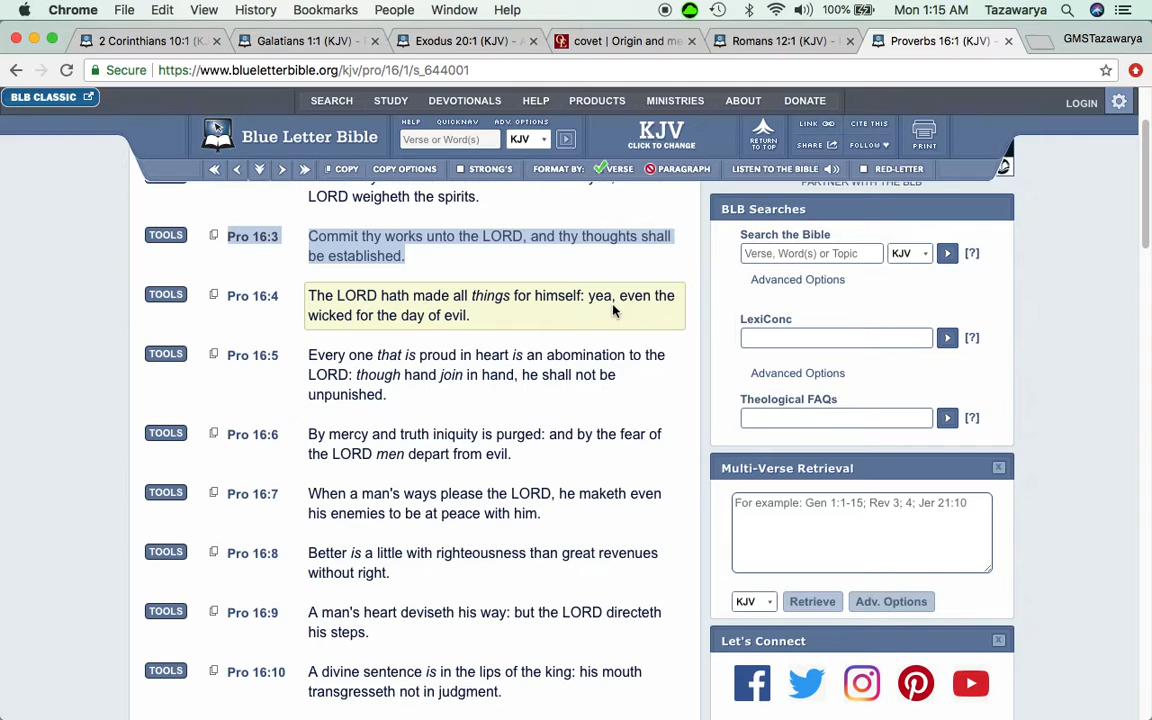 Chrome File Edit View History Bookmarks People Window Help 100% Mon 1:15 AM Tazawarya
2 Corinthians 10:1 (KJV) Galatians 1:1 (KJV) - Exodus 20:1 (KJV) - A covet | Origin and me Romans 12:1 (KJV) - Proverbs 16:1 (KJV) - GMSTazawarya
Secure https://www.blueletterbible.org/kjv/pro/16/1/s_644001
BLB CLASSIC
SEARCH STUDY DEVOTIONALS HELP PRODUCTS MINISTRIES ABOUT DONATE LOGIN
HELP QUICKNAV ADV. OPTIONS
Blue Letter Bible
Verse or Word(s) KJV
KJV
CLICK TO CHANGE
RETURN
TO TOP
LINK CITE THIS
SHARE FOLLOW
PRINT
COPY COPY OPTIONS STRONG'S FORMAT BY: VERSE PARAGRAPH LISTEN TO THE BIBLE RED-LETTER
PARTNER WITH THE BLB
LORD weigheth the spirits.
TOOLS Pro 16:3 Commit thy works unto the LORD, and thy thoughts shall
be established.
TOOLS Pro 16:4 The LORD hath made all things for himself: yea, even the
wicked for the day of evil.
TOOLS Pro 16:5 Every one that is proud in heart is an abomination to the
LORD: though hand join in hand, he shall not be
unpunished.
TOOLS Pro 16:6 By mercy and truth iniquity is purged: and by the fear of
the LORD men depart from evil.
TOOLS Pro 16:7 When a man's ways please the LORD, he maketh even
his enemies to be at peace with him.
TOOLS Pro 16:8 Better is a little with righteousness than great revenues
without right.
TOOLS Pro 16:9 A man's heart deviseth his way: but the LORD directeth
his steps.
TOOLS Pro 16:10 A divine sentence is in the lips of the king: his mouth
transgresseth not in judgment.
BLB Searches
Search the Bible
Verse, Word(s) or Topic KJV [?]
Advanced Options
LexiConc
[?]
Advanced Options
Theological FAQs
[?]
Multi-Verse Retrieval x
For example: Gen 1:1-15; Rev 3; 4; Jer 21:10
KJV Retrieve Adv. Options
Let's Connect x